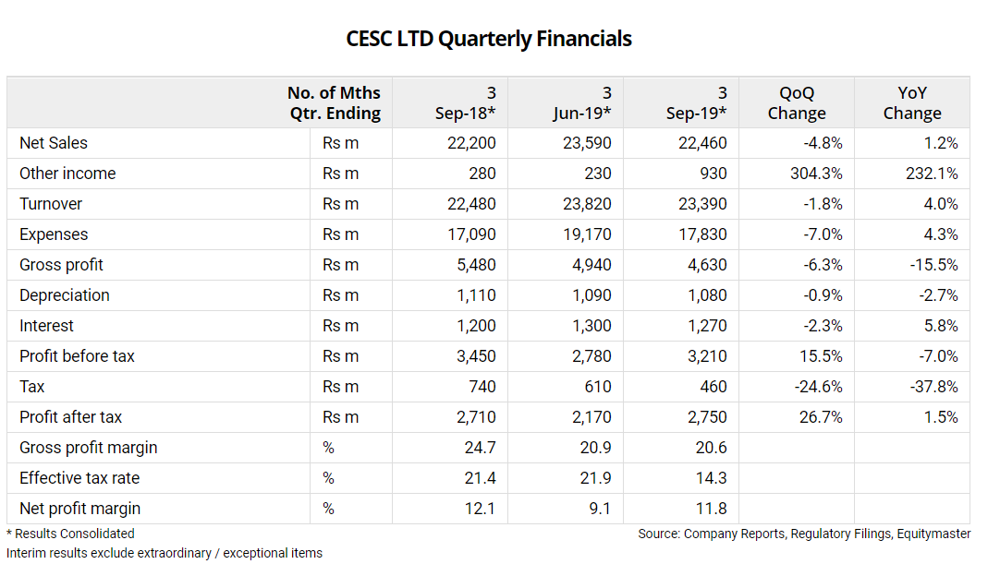 CESC LTD Quarterly Financials
No. of Mths 3 3 3 QoQ YoY
Qtr. Ending Sep-18* Jun-19* Sep-19* Change Change
Net Sales Rs m 22,200 23,590 22,460 -4.8% 1.2%
Other income Rs m 280 230 930 304.3% 232.1%
Turnover Rs m 22,480 23,820 23,390 -1.8% 4.0%
Expenses Rs m 17,090 19,170 17,830 -7.0% 4.3%
Gross profit Rs m 5,480 4,940 4,630 -6.3% -15.5%
Depreciation Rs m 1,110 1,090 1,080 -0.9% -2.7%
Interest Rs m 1,200 1,300 1,270 -2.3% 5.8%
Profit before tax Rs m 3,450 2,780 3,210 15.5% -7.0%
Tax Rs m 740 610 460 -24.6% -37.8%
Profit after tax Rs m 2,710 2,170 2,750 26.7% 1.5%
Gross profit margin % 24.7 20.9 20.6
Effective tax rate % 21.4 21.9 14.3
Net profit margin % 12.1 9.1 11.8
* Results Consolidated Source: Company Reports, Regulatory Filings, Equitymaster
Interim results exclude extraordinary / exceptional items